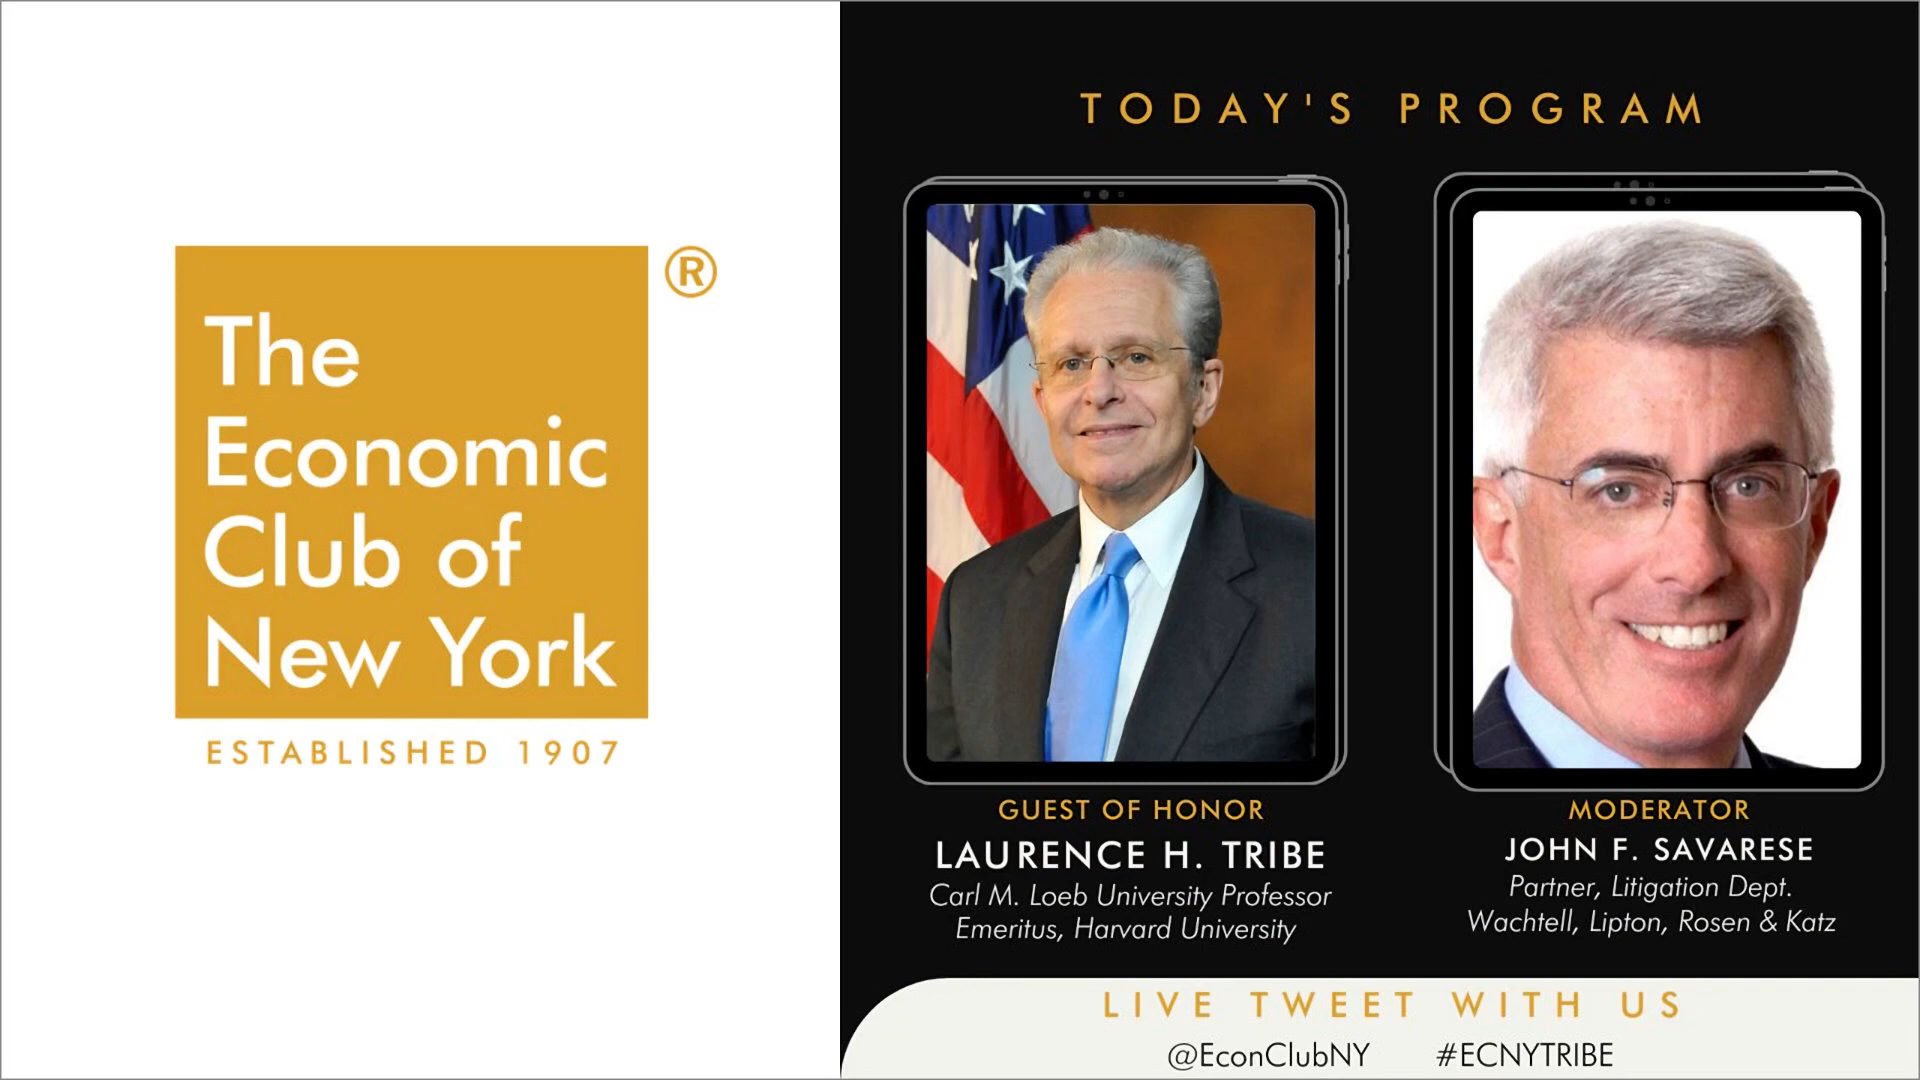 The
Economic
Club of
New York
®
ESTABLISHED 1907
TODAY'S PROGRAM
GUEST OF HONOR
LAURENCE H. TRIBE
Carl M. Loeb University Professor
Emeritus, Harvard University
MODERATOR
JOHN F. SAVARESE
Partner, Litigation Dept.
Wachtell, Lipton, Rosen & Katz
LIVE TWEET WITH US
@EconClubNY #ECNYTRIBE